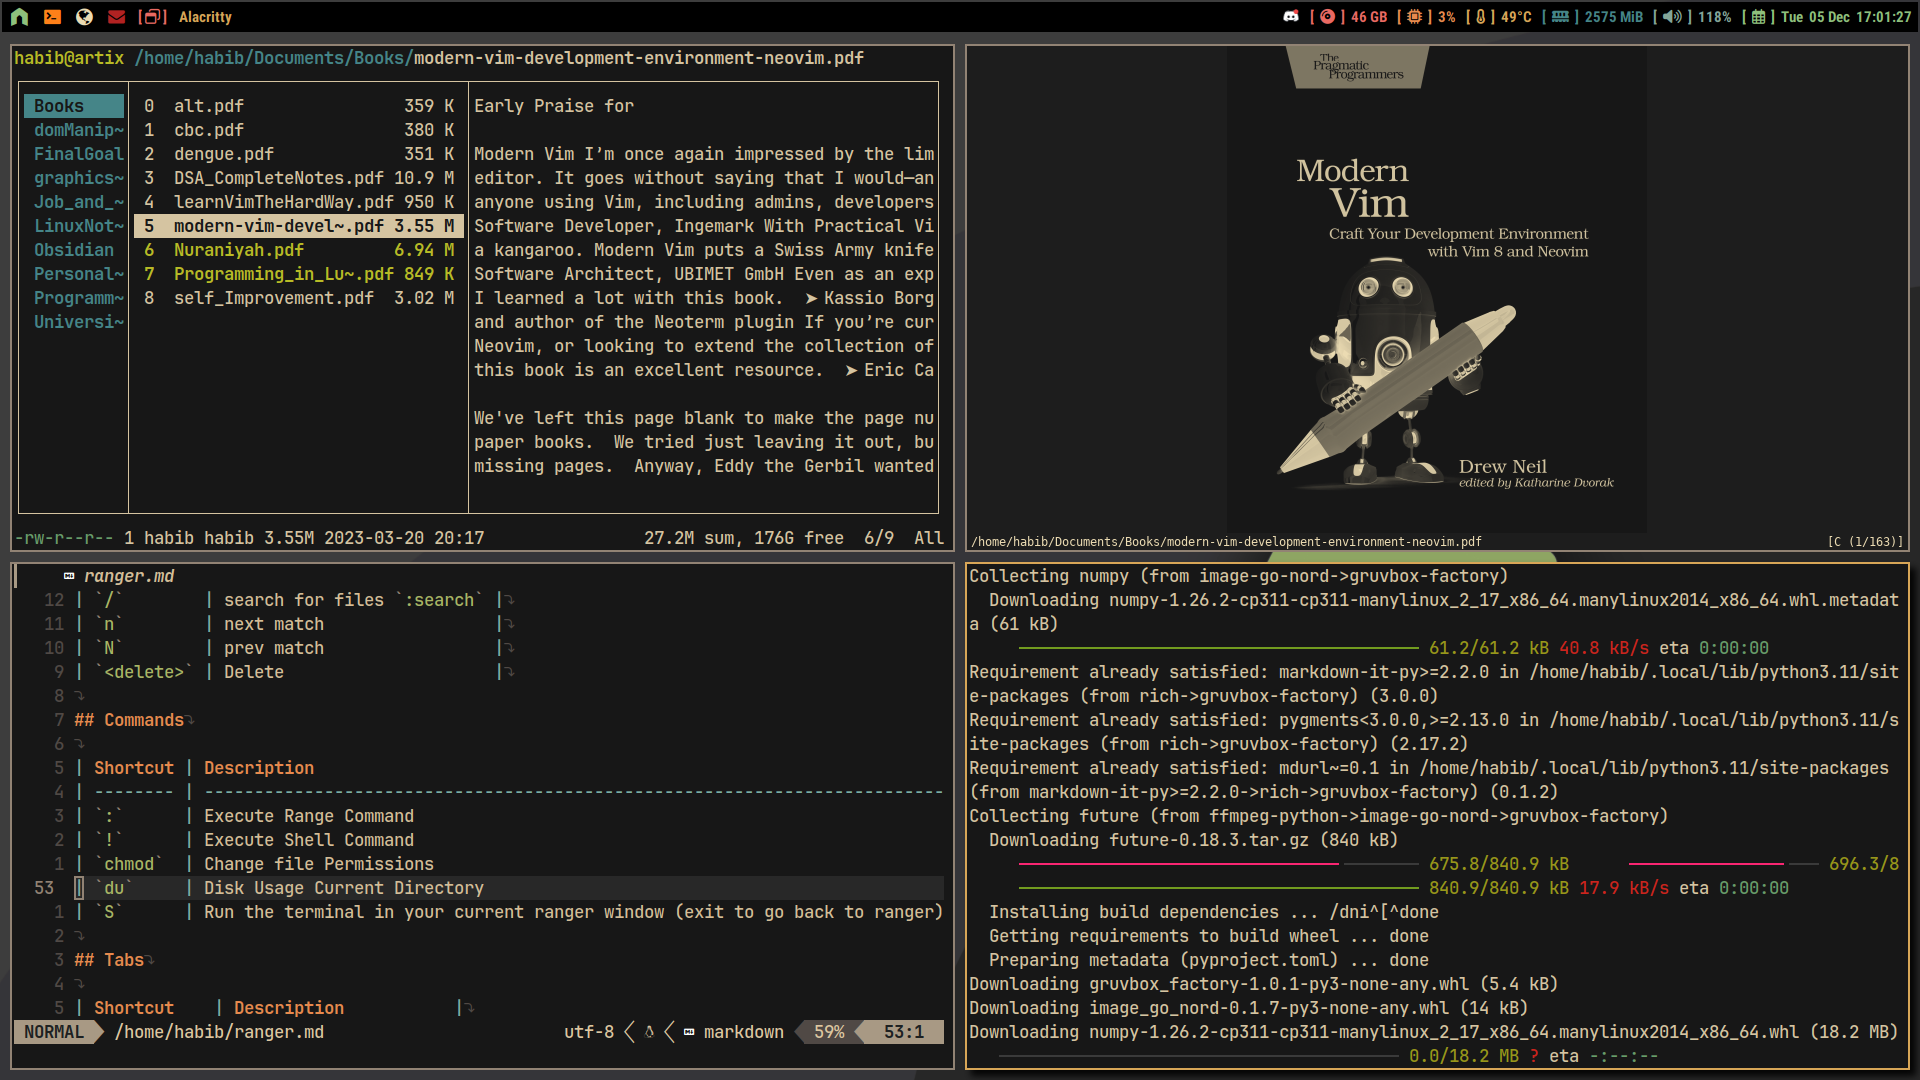 [ ] Alacritty [ ] 46 GB [ ] 3% [ ] 49°C [ ] 2575 MiB [ ] 118% [ ] Tue 05 Dec 17:01:27
habib@artix /home/habib/Documents/Books/modern-vim-development-environment-neovim.pdf
Books
domManip~
FinalGoal
graphics~
Job_and_~
LinuxNot~
Obsidian
Personal~
Programm~
Universi~
0 alt.pdf 359 K
1 cbc.pdf 380 K
2 dengue.pdf 351 K
3 DSA_CompleteNotes.pdf 10.9 M
4 learnVimTheHardWay.pdf 950 K
5 modern-vim-devel~.pdf 3.55 M
6 Nuraniyah.pdf 6.94 M
7 Programming_in_Lu~.pdf 849 K
8 self_Improvement.pdf 3.02 M
Early Praise for
Modern Vim I’m once again impressed by the lim
editor. It goes without saying that I would—an
anyone using Vim, including admins, developers
Software Developer, Ingemark With Practical Vi
a kangaroo. Modern Vim puts a Swiss Army knife
Software Architect, UBIMET GmbH Even as an exp
I learned a lot with this book. ➤ Kassio Borg
and author of the Neoterm plugin If you’re cur
Neovim, or looking to extend the collection of
this book is an excellent resource. ➤ Eric Ca
We've left this page blank to make the page nu
paper books. We tried just leaving it out, bu
missing pages. Anyway, Eddy the Gerbil wanted
-rw-r--r-- 1 habib habib 3.55M 2023-03-20 20:17 27.2M sum, 176G free 6/9 All
The
Pragmatic
Programmers
Modern
Vim
Craft Your Development Environment
with Vim 8 and Neovim
Drew Neil
edited by Katharine Dvorak
/home/habib/Documents/Books/modern-vim-development-environment-neovim.pdf [C (1/163)]
ranger.md
12 | `/` | search for files `:search` |
11 | `n` | next match |
10 | `N` | prev match |
9 | `<delete>` | Delete |
8
7 ## Commands
6
5 | Shortcut | Description
4 | -------- | --------------------------------------------------------------------------
3 | `:` | Execute Range Command
2 | `!` | Execute Shell Command
1 | `chmod` | Change file Permissions
53 | `du` | Disk Usage Current Directory
1 | `S` | Run the terminal in your current ranger window (exit to go back to ranger)
2
3 ## Tabs
4
5 | Shortcut | Description |
NORMAL /home/habib/ranger.md utf-8 markdown 59% 53:1
Collecting numpy (from image-go-nord->gruvbox-factory)
Downloading numpy-1.26.2-cp311-cp311-manylinux_2_17_x86_64.manylinux2014_x86_64.whl.metadat
a (61 kB)
61.2/61.2 kB 40.8 kB/s eta 0:00:00
Requirement already satisfied: markdown-it-py>=2.2.0 in /home/habib/.local/lib/python3.11/sit
e-packages (from rich->gruvbox-factory) (3.0.0)
Requirement already satisfied: pygments<3.0.0,>=2.13.0 in /home/habib/.local/lib/python3.11/s
ite-packages (from rich->gruvbox-factory) (2.17.2)
Requirement already satisfied: mdurl~=0.1 in /home/habib/.local/lib/python3.11/site-packages
(from markdown-it-py>=2.2.0->rich->gruvbox-factory) (0.1.2)
Collecting future (from ffmpeg-python->image-go-nord->gruvbox-factory)
Downloading future-0.18.3.tar.gz (840 kB)
675.8/840.9 kB 696.3/8
840.9/840.9 kB 17.9 kB/s eta 0:00:00
Installing build dependencies ... /dni^[^done
Getting requirements to build wheel ... done
Preparing metadata (pyproject.toml) ... done
Downloading gruvbox_factory-1.0.1-py3-none-any.whl (5.4 kB)
Downloading image_go_nord-0.1.7-py3-none-any.whl (14 kB)
Downloading numpy-1.26.2-cp311-cp311-manylinux_2_17_x86_64.manylinux2014_x86_64.whl (18.2 MB)
0.0/18.2 MB ? eta -:--:--